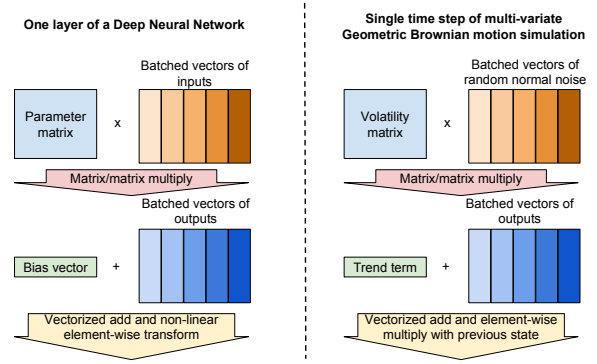 One layer of a Deep Neural Network
Batched vectors of
inputs
Parameter
matrix
x
Matrix/matrix multiply
Batched vectors of
outputs
Bias vector
+
Vectorized add and non-linear
element-wise transform
Single time step of multi-variate
Geometric Brownian motion simulation
Batched vectors of
random normal noise
Volatility
matrix
x
Matrix/matrix multiply
Batched vectors of
outputs
Trend term
+
Vectorized add and element-wise
multiply with previous state